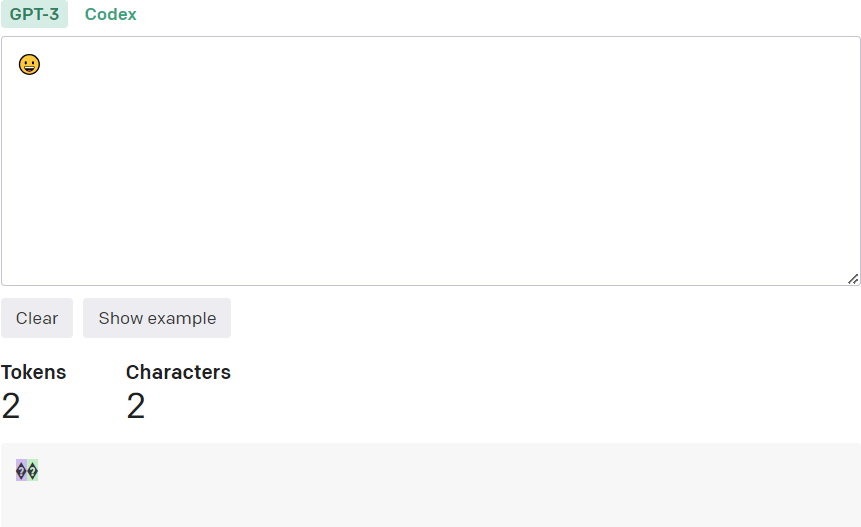 GPT-3 Codex
😀
Clear Show example
Tokens Characters
2 2
��